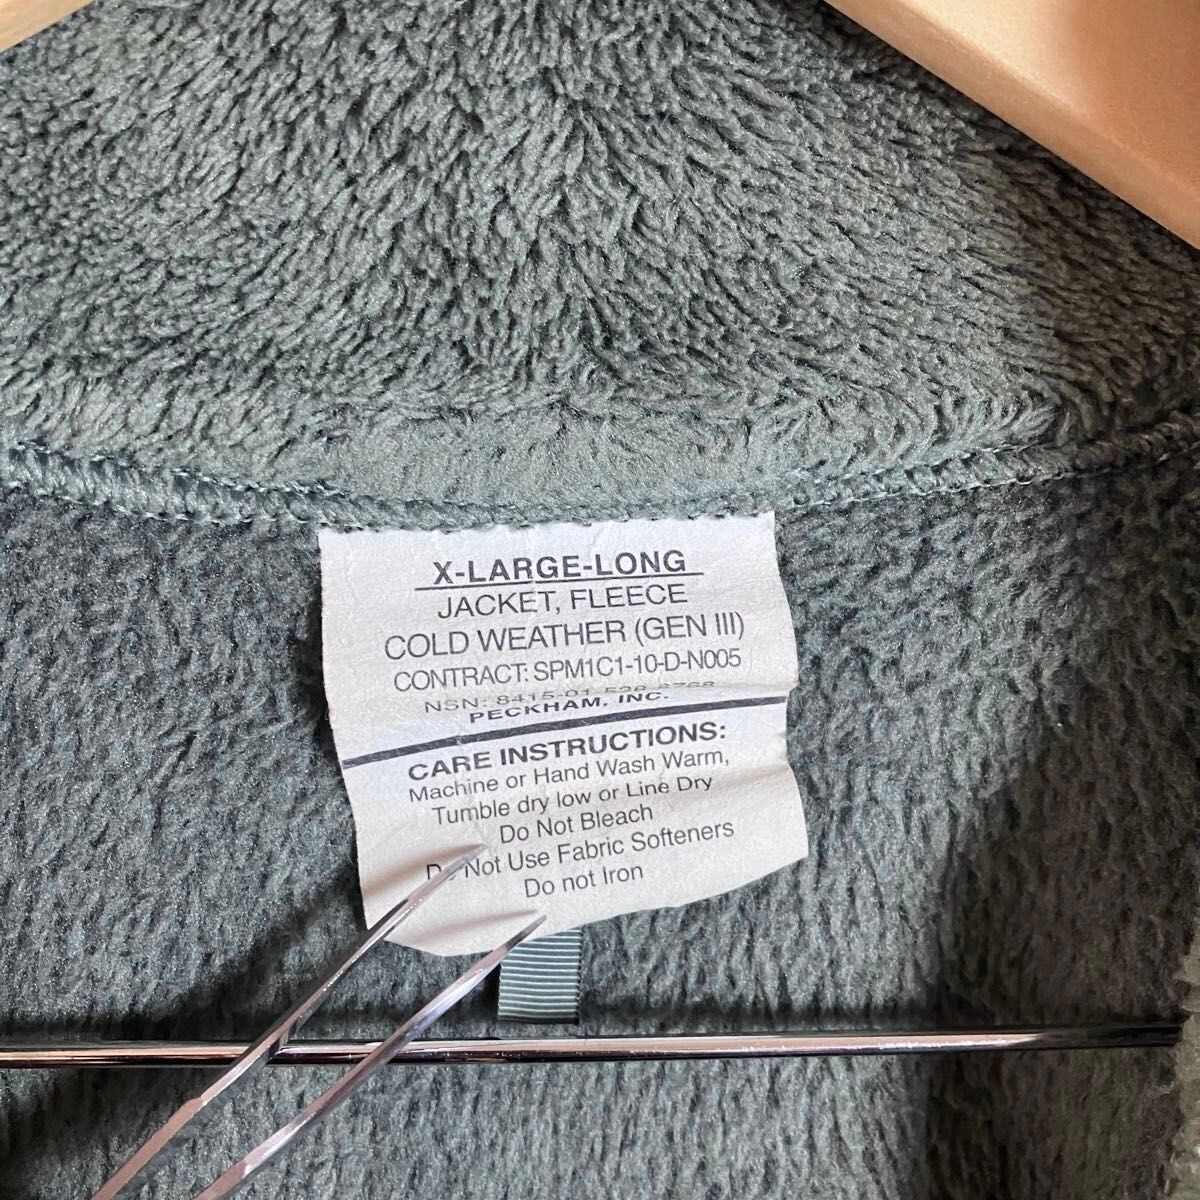 X-LARGE-LONG
JACKET, FLEECE
COLD WEATHER (GEN III)
CONTRACT: SPM1C1-10-D-N005
NSN:
PECKHAM, INC.
CARE INSTRUCTIONS:
Machine or Hand Wash Warm,
Tumble dry low or Line Dry
Do Not Bleach
Do Not Use Fabric Softeners
Do not Iron